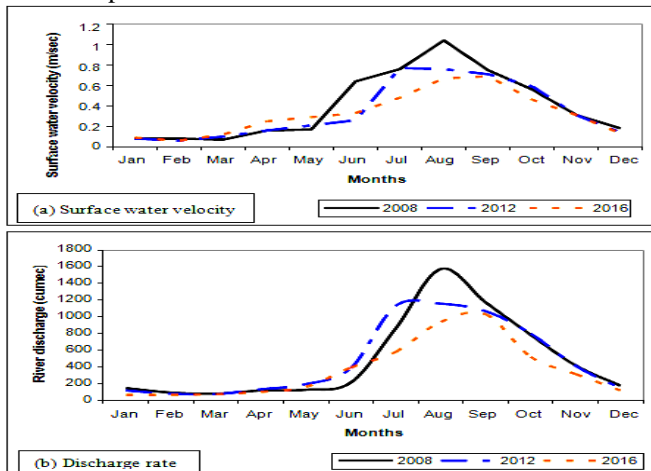 1.2
1
0.8
0.6
0.4
0.2
0
Surface water velocity (m/sec)
Jan Feb Mar Apr May Jun Jul Aug Sep Oct Nov Dec
Months
(a) Surface water velocity
2008 2012 2016
1800
1600
1400
1200
1000
800
600
400
200
0
River discharge (cumec)
Jan Feb Mar Apr May Jun Jul Aug Sep Oct Nov Dec
Months
(b) Discharge rate
2008 2012 2016